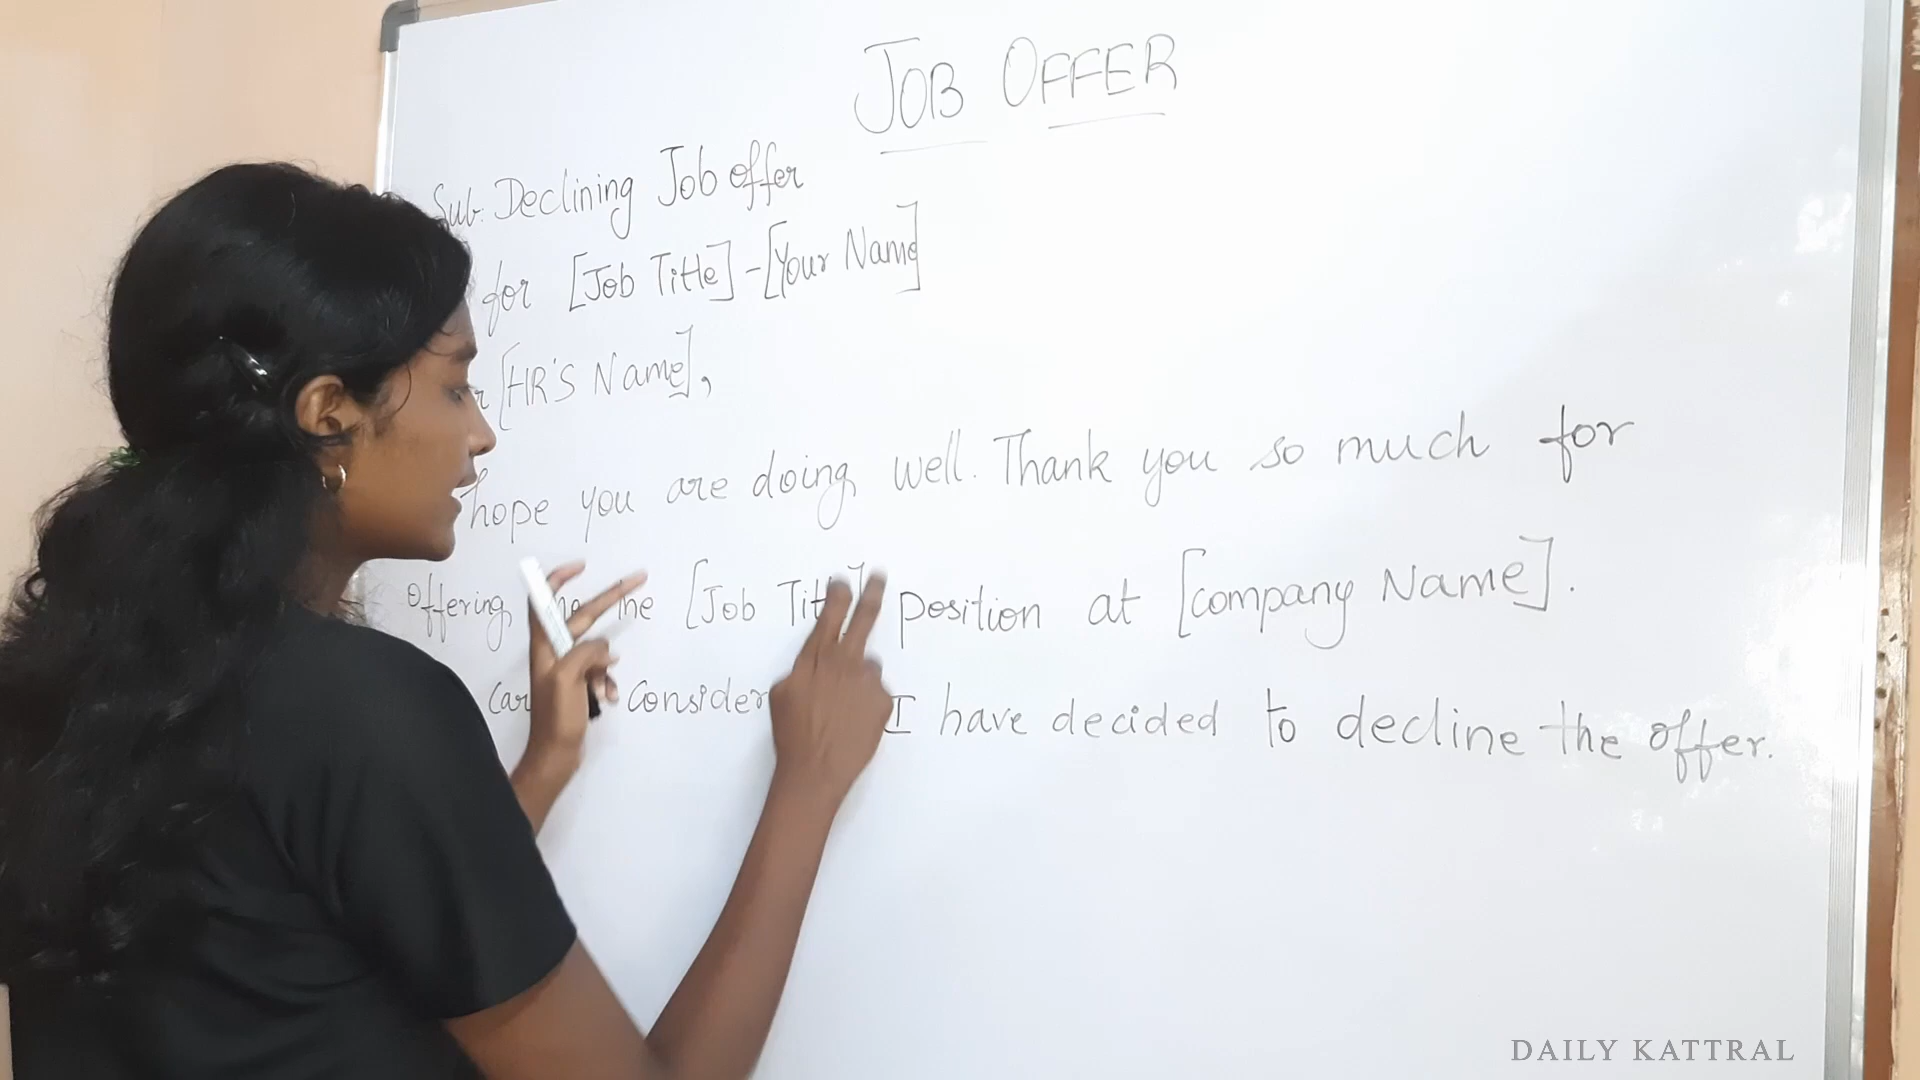 JOB OFFER
Sub: Declining Job offer
for [Job Title] - [Your Name]
[HR'S Name],
hope you are doing well. Thank you so much for
offering the [Job Title] position at [company Name].
I have decided to decline the offer.
DAILY KATTRAL